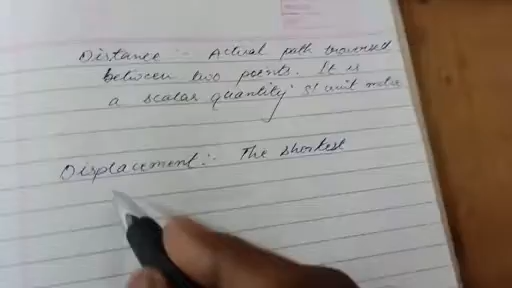 Distance :- Actual path traversed
between two points. It is
a scalar quantity. SI unit metre
Displacement :- The shortest